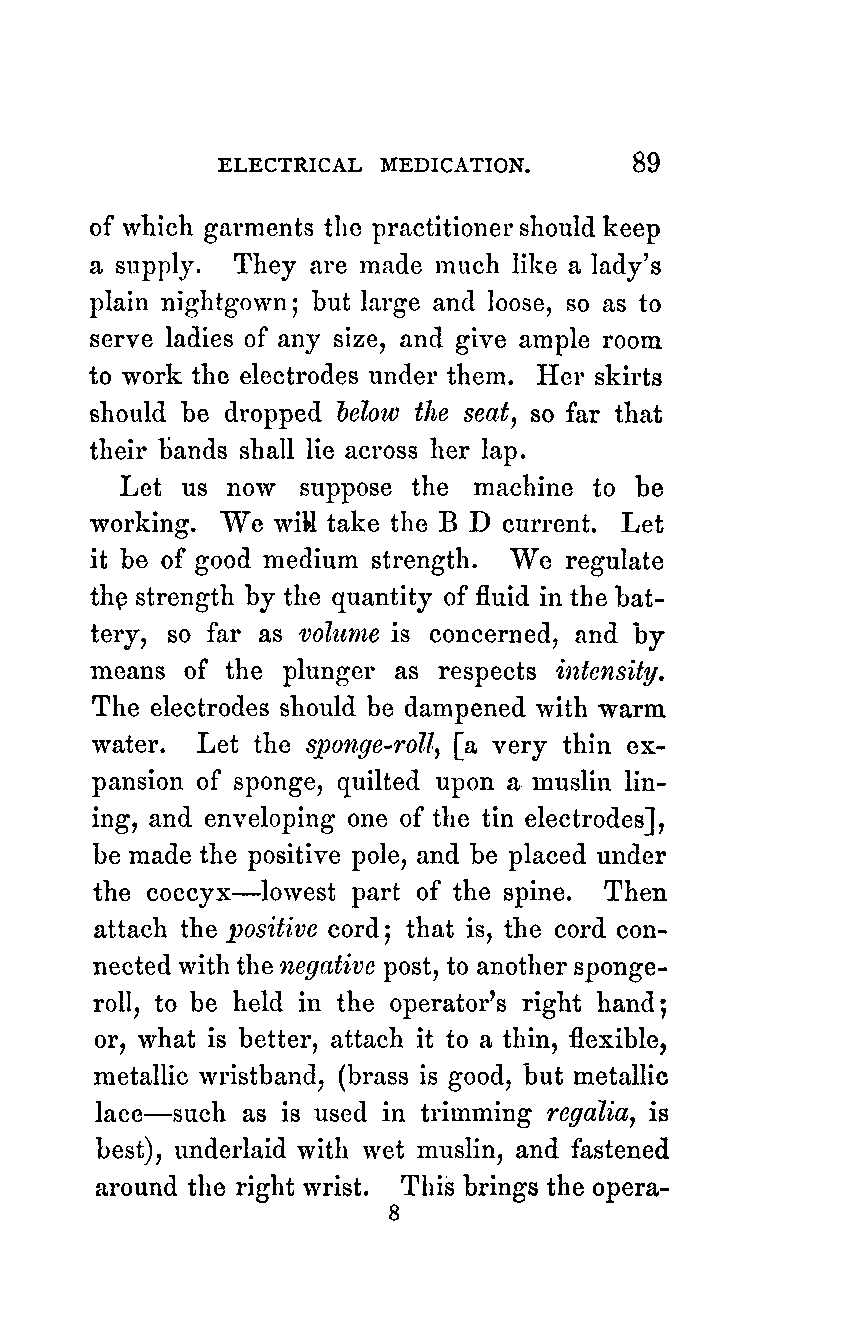 ELECTRICAL MEDICATION. 89
of which garments the practitioner should keep
a supply. They are made much like a lady's
plain nightgown; but large and loose, so as to
serve ladies of any size, and give ample room
to work the electrodes under them. Her skirts
should be dropped below the seat, so far that
their bands shall lie across her lap.
Let us now suppose the machine to be
working. We will take the B D current. Let
it be of good medium strength. We regulate
the strength by the quantity of fluid in the bat-
tery, so far as volume is concerned, and by
means of the plunger as respects intensity.
The electrodes should be dampened with warm
water. Let the sponge-roll, [a very thin ex-
pansion of sponge, quilted upon a muslin lin-
ing, and enveloping one of the tin electrodes],
be made the positive pole, and be placed under
the coccyx—lowest part of the spine. Then
attach the positive cord; that is, the cord con-
nected with the negative post, to another sponge-
roll, to be held in the operator's right hand;
or, what is better, attach it to a thin, flexible,
metallic wristband, (brass is good, but metallic
lace—such as is used in trimming regalia, is
best), underlaid with wet muslin, and fastened
around the right wrist. This brings the opera-
8